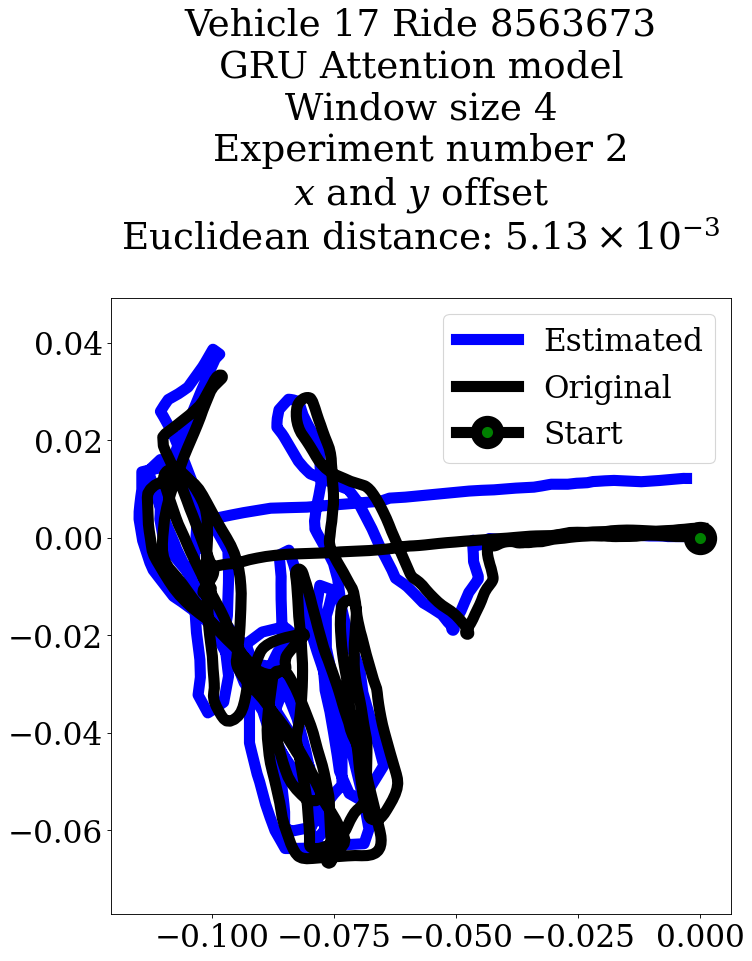 Vehicle 17 Ride 8563673
GRU Attention model
Window size 4
Experiment number 2
x and y offset
Euclidean distance: 5.13 × 10⁻³
Estimated
Original
Start
0.04
0.02
0.00
−0.02
−0.04
−0.06
−0.100 −0.075 −0.050 −0.025 0.000